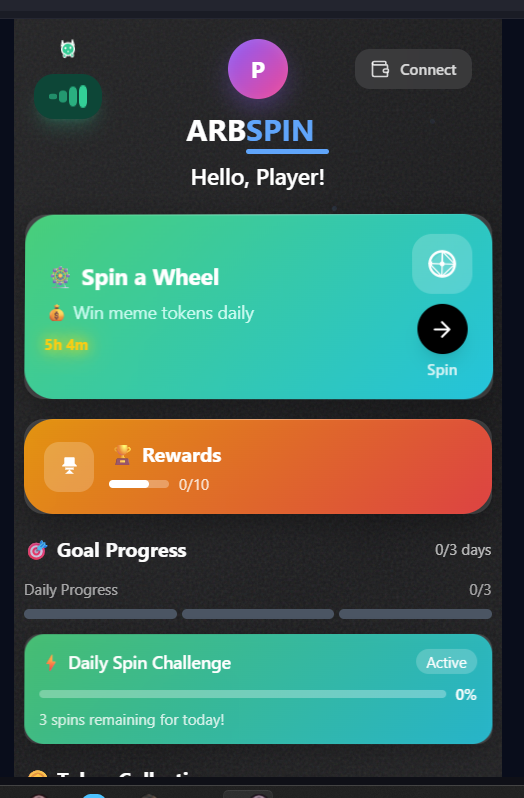 P
Connect
ARBSPIN
Hello, Player!
Spin a Wheel
Win meme tokens daily
5h 4m
Spin
Rewards
0/10
Goal Progress
0/3 days
Daily Progress
0/3
Daily Spin Challenge
Active
0%
3 spins remaining for today!